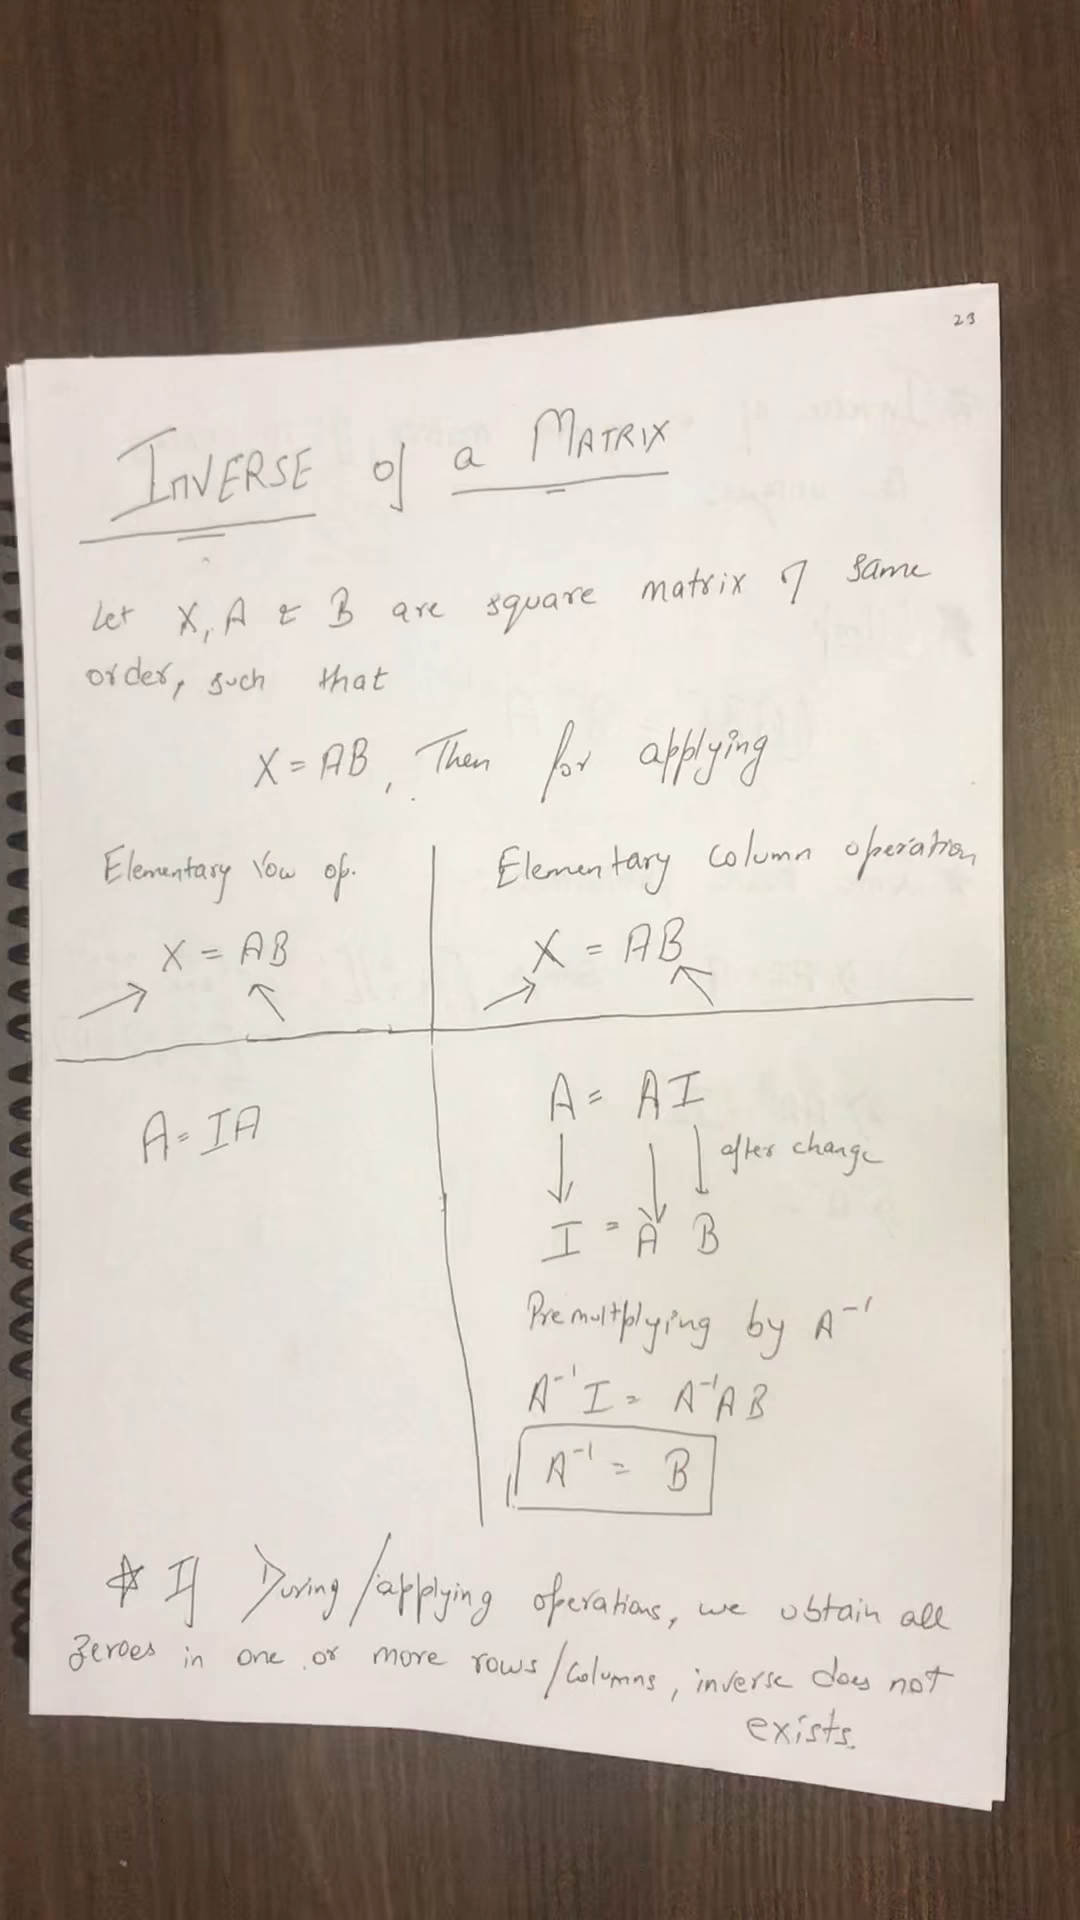 23
INVERSE of a MATRIX
Let X, A & B are square matrix of same
order, such that
X = AB, Then for applying
Elementary row op.
X = AB
A = IA
Elementary column operation
X = AB
A = AI
after change
I = A B
Premultplying by A⁻¹
A⁻¹I = A⁻¹AB
A⁻¹ = B
* If During/applying operations, we obtain all
zeroes in one or more rows/columns, inverse does not
exists.